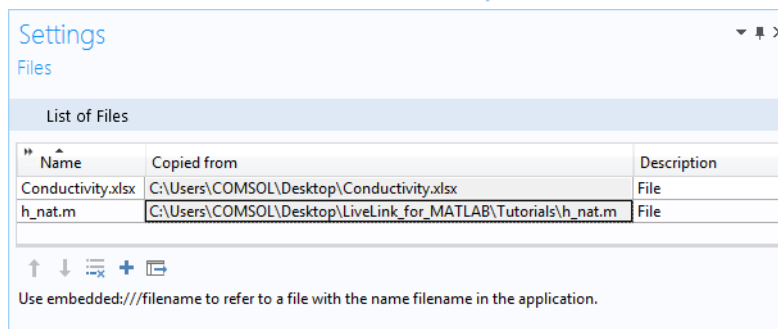 Settings
Files
List of Files
Name Copied from Description
Conductivity.xlsx C:\Users\COMSOL\Desktop\Conductivity.xlsx File
h_nat.m C:\Users\COMSOL\Desktop\LiveLink_for_MATLAB\Tutorials\h_nat.m File
Use embedded:///filename to refer to a file with the name filename in the application.